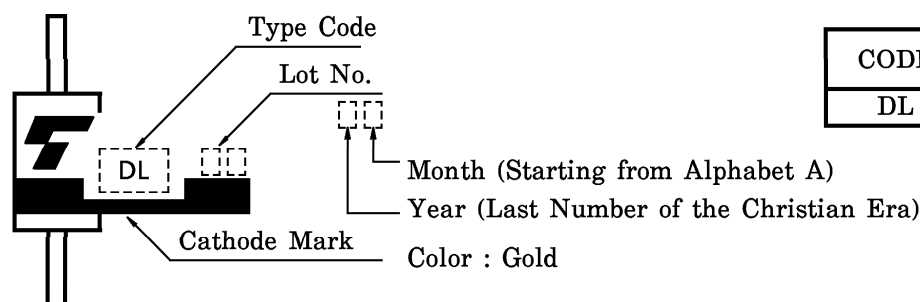 Type Code
Lot No.
DL
Month (Starting from Alphabet A)
Year (Last Number of the Christian Era)
Cathode Mark
Color : Gold
DL